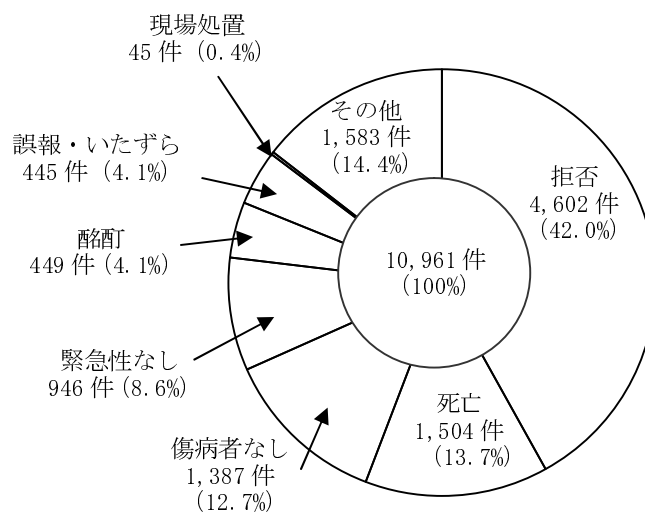 現場処置
45 件 (0.4%)
その他
1,583 件
(14.4%)
誤報・いたずら
445 件 (4.1%)
拒否
4,602 件
(42.0%)
酩酊
449 件 (4.1%)
10,961 件
(100%)
緊急性なし
946 件 (8.6%)
死亡
1,504 件
(13.7%)
傷病者なし
1,387 件
(12.7%)